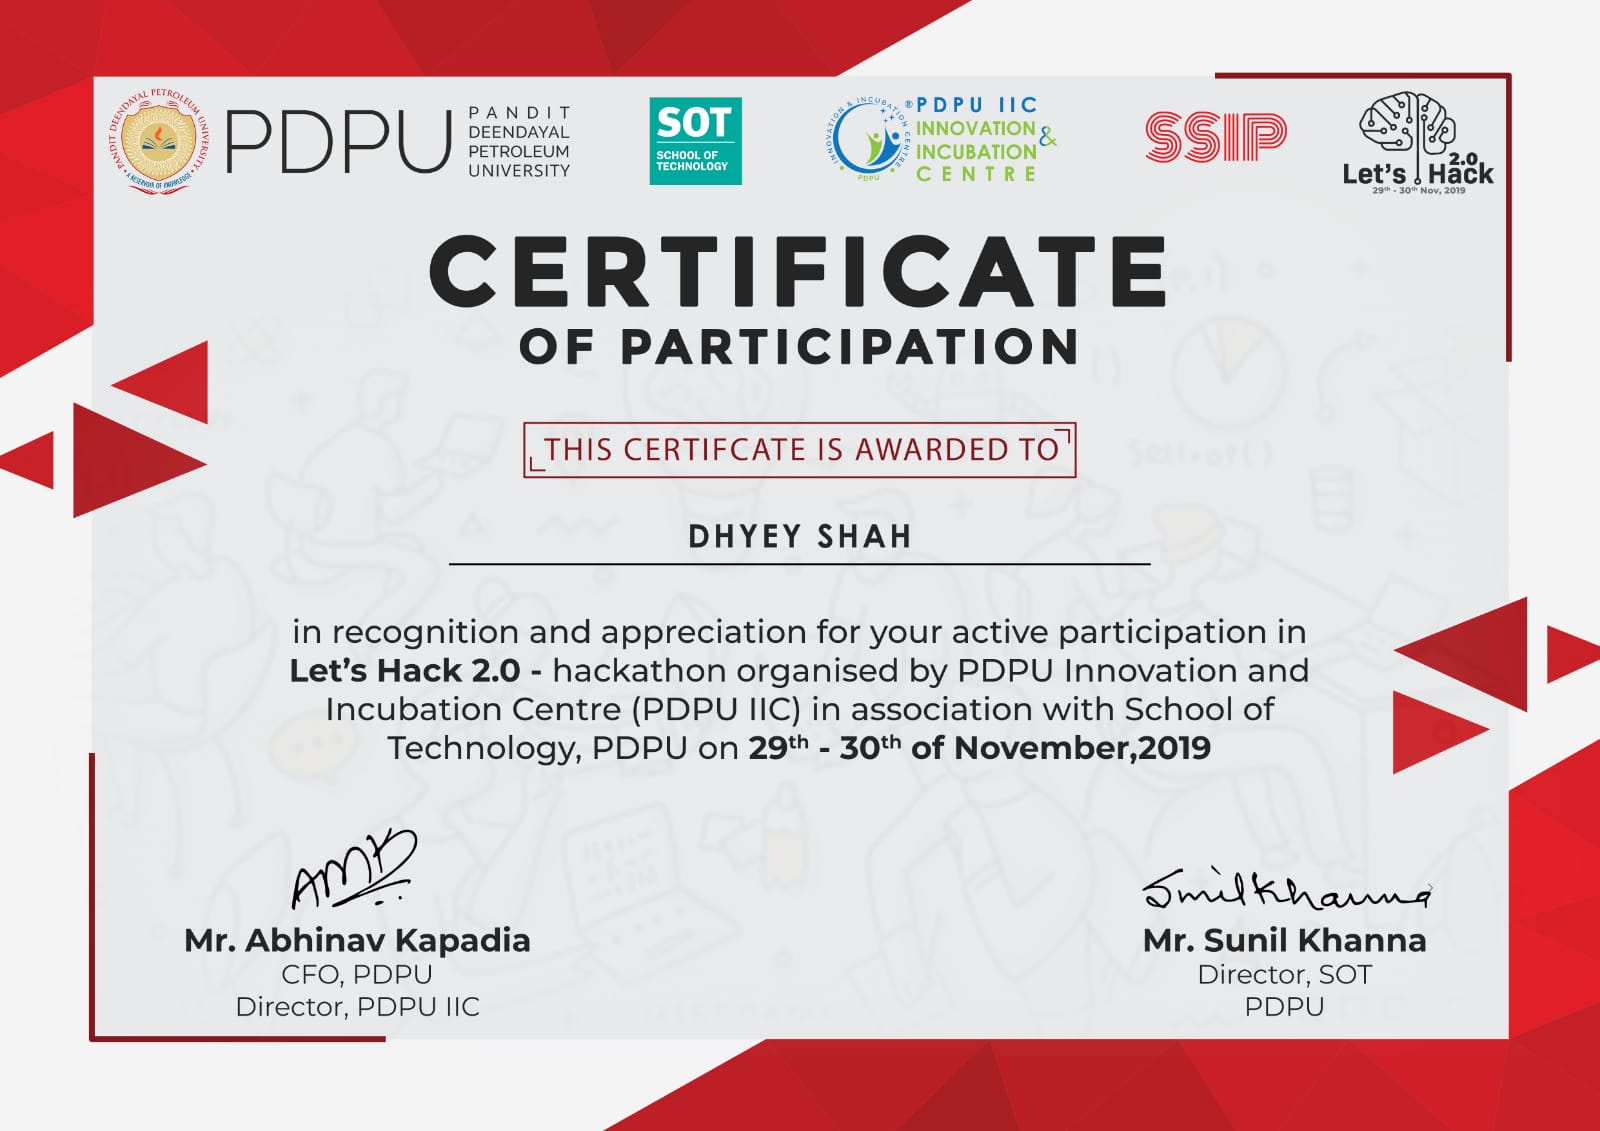 PANDIT DEENDAYAL PETROLEUM UNIVERSITY
A RESERVOIR OF KNOWLEDGE
PDPU
PANDIT
DEENDAYAL
PETROLEUM
UNIVERSITY
SOT
SCHOOL OF
TECHNOLOGY
INNOVATION & INCUBATION CENTRE
PDPU
®PDPU IIC
INNOVATION &
INCUBATION
CENTRE
SSIP
2.0
Let's Hack
29th - 30th Nov, 2019
CERTIFICATE
OF PARTICIPATION
THIS CERTIFCATE IS AWARDED TO
DHYEY SHAH
in recognition and appreciation for your active participation in
Let’s Hack 2.0 - hackathon organised by PDPU Innovation and
Incubation Centre (PDPU IIC) in association with School of
Technology, PDPU on 29th - 30th of November,2019
AMK
Mr. Abhinav Kapadia
CFO, PDPU
Director, PDPU IIC
Sunil Khanna
Mr. Sunil Khanna
Director, SOT
PDPU